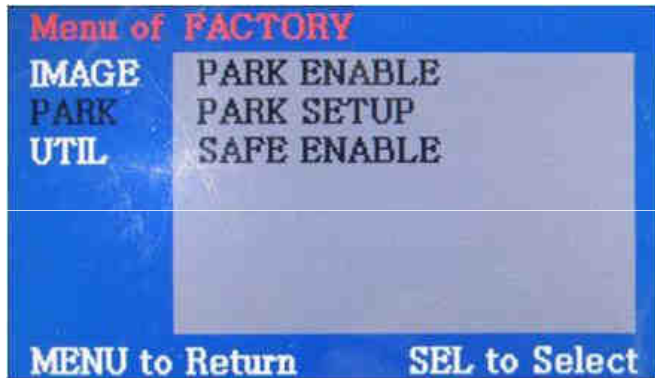 Menu of FACTORY
IMAGE PARK ENABLE
PARK PARK SETUP
UTIL SAFE ENABLE
MENU to Return SEL to Select